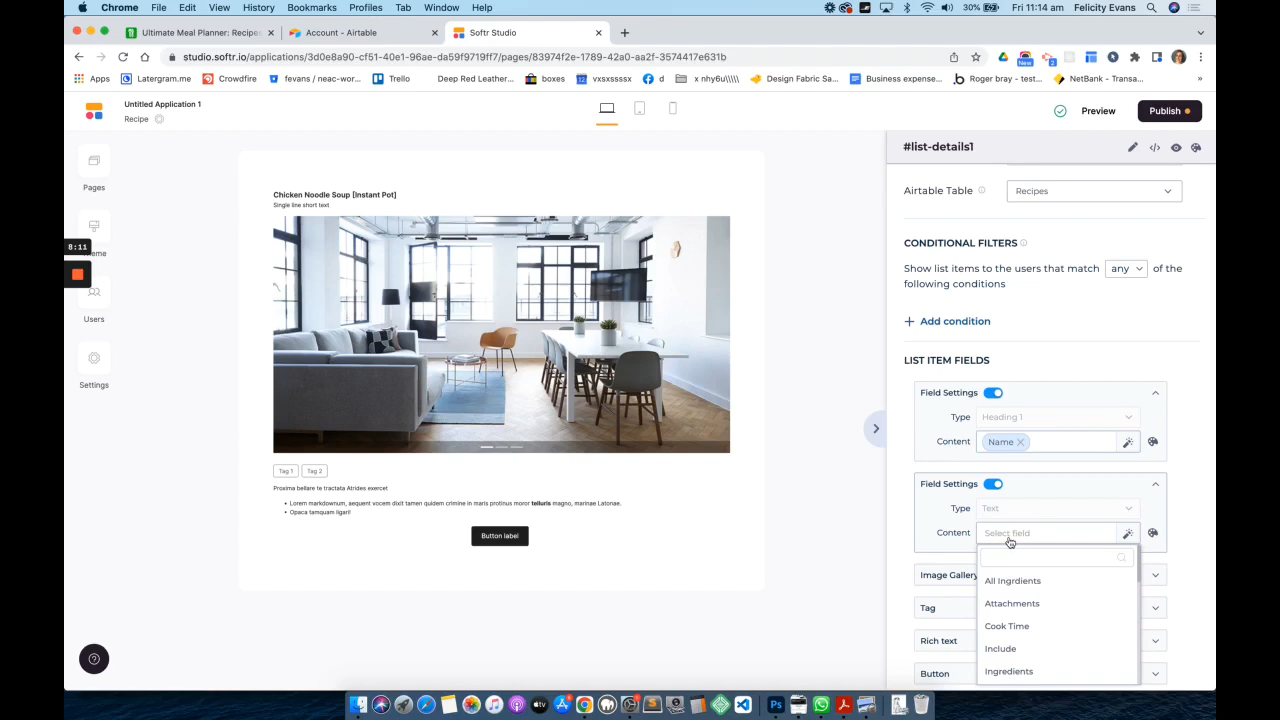 Chrome File Edit View History Bookmarks Profiles Tab Window Help
30% Fri 11:14 am Felicity Evans
Ultimate Meal Planner: Recipes
Account - Airtable
Softr Studio
studio.softr.io/applications/3d0e8a90-cf51-40e1-96ae-da59f9719ff7/pages/83974f2e-1789-42a0-aa2f-3574417e631b
New
2
Apps Latergram.me Crowdfire fevans / neac-wor... Trello Deep Red Leather... boxes vxsxssssx d x nhy6u\\\\\ Design Fabric Sa... Business expense... Roger bray - test... NetBank - Transa...
Untitled Application 1
Recipe
Preview
Publish
#list-details1
Pages
8:11
heme
Users
Settings
Chicken Noodle Soup [Instant Pot]
Single line short text
Tag 1 Tag 2
Proxima bellare te tractata Atrides exercet
• Lorem markdownum, aequent vocem dixit tamen quidem crimine in maris protinus moror telluris magno, marinae Latonae.
• Opaca tamquam ligari!
Button label
Airtable Table Recipes
CONDITIONAL FILTERS
Show list items to the users that match any of the
following conditions
+ Add condition
LIST ITEM FIELDS
Field Settings
Type Heading 1
Content Name
Field Settings
Type Text
Content Select field
Image Gallery
Tag
Rich text
Button
All Ingrdients
Attachments
Cook Time
Include
Ingredients